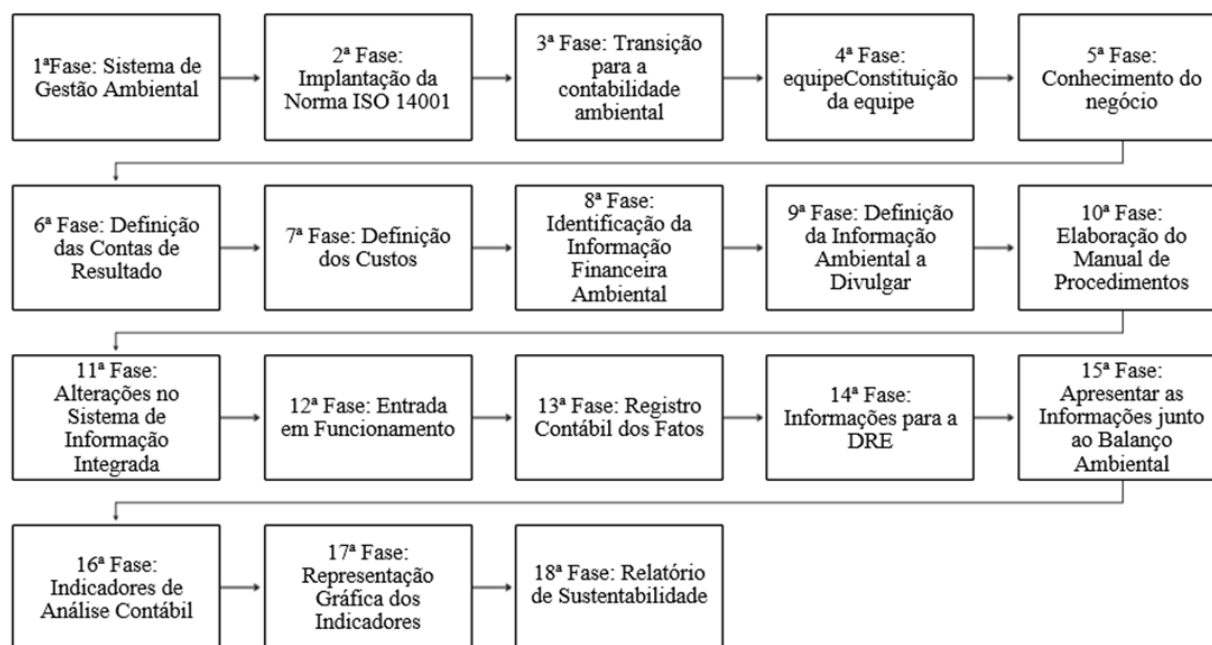 1ªFase: Sistema de
Gestão Ambiental
2ª Fase:
Implantação da
Norma ISO 14001
3ª Fase: Transição
para a
contabilidade
ambiental
4ª Fase:
equipeConstituição
da equipe
5ª Fase:
Conhecimento do
negócio
6ª Fase: Definição
das Contas de
Resultado
7ª Fase: Definição
dos Custos
8ª Fase:
Identificação da
Informação
Financeira
Ambiental
9ª Fase: Definição
da Informação
Ambiental a
Divulgar
10ª Fase:
Elaboração do
Manual de
Procedimentos
11ª Fase:
Alterações no
Sistema de
Informação
Integrada
12ª Fase: Entrada
em Funcionamento
13ª Fase: Registro
Contábil dos Fatos
14ª Fase:
Informações para a
DRE
15ª Fase:
Apresentar as
Informações junto
ao Balanço
Ambiental
16ª Fase:
Indicadores de
Análise Contábil
17ª Fase:
Representação
Gráfica dos
Indicadores
18ª Fase: Relatório
de Sustentabilidade